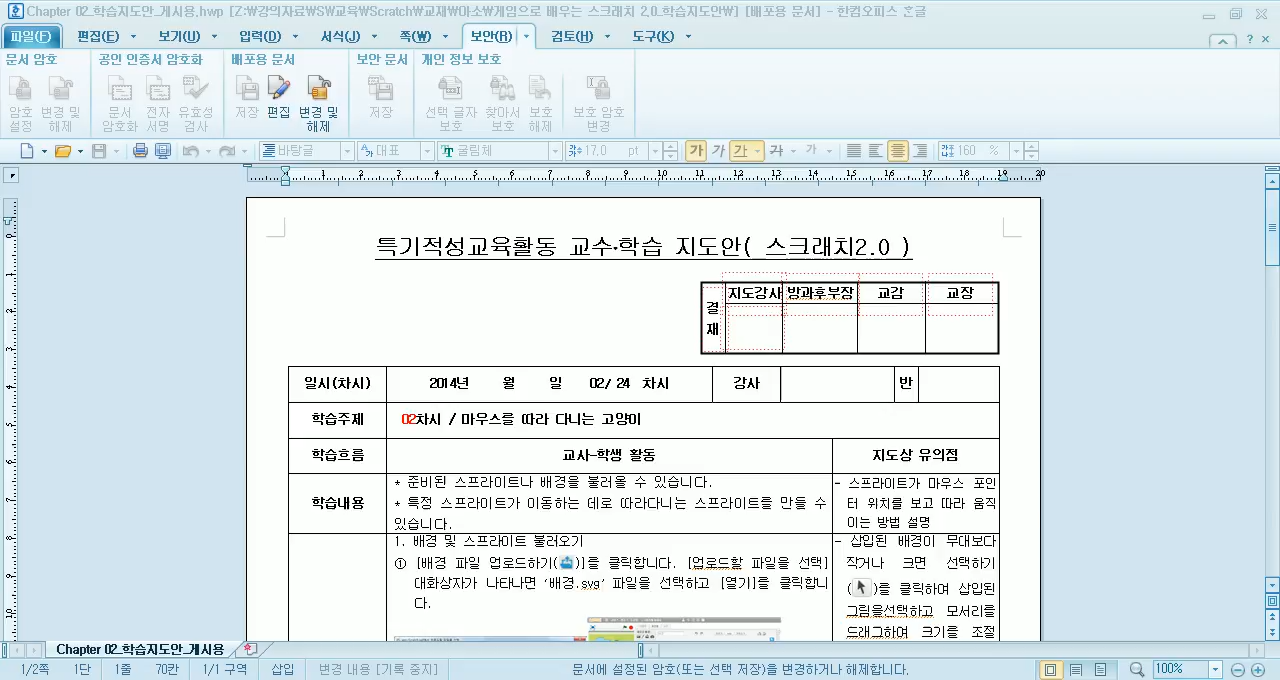 Chapter 02_학습지도안_게시용.hwp [Z:₩강의자료₩S₩교육₩Scratch₩교재₩마소₩게임으로 배우는 스크래치 2.0_학습지도안₩] [배포용 문서] - 한컴오피스 한글
파일(F) 편집(E) 보기(U) 입력(D) 서식(J) 쪽(W) 보안(R) 검토(H) 도구(K)
문서 암호 공인 인증서 암호화 배포용 문서 보안 문서 개인 정보 보호
암호 설정 변경 및 해제 문서 암호화 전자 서명 유효성 검사 저장 편집 변경 및 해제 저장 선택 글자 보호 찾아서 보호 보호 해제 보호 암호 변경
바탕글 대표 굴림체 17,0 pt 가 가 가 가 가 160 %
1 2 3 4 5 6 7 8 9 10 11 12 13 14 15 16 17 18 19 20
특기적성교육활동 교수·학습 지도안( 스크래치2.0 )
결재 지도강사 방과후부장 교감 교장
일시(차시) 2014년 월 일 02/ 24 차시 강사 반
학습주제 02차시 / 마우스를 따라 다니는 고양이
학습흐름 교사-학생 활동 지도상 유의점
학습내용
* 준비된 스프라이트나 배경을 불러올 수 있습니다.
* 특정 스프라이트가 이동하는 데로 따라다니는 스프라이트를 만들 수
있습니다.
- 스프라이트가 마우스 포인
터 위치를 보고 따라 움직
이는 방법 설명
1. 배경 및 스프라이트 불러오기
① [배경 파일 업로드하기()]를 클릭합니다. [업로드할 파일을 선택]
대화상자가 나타나면 '배경.svg' 파일을 선택하고 [열기]를 클릭합니
다.
- 삽입된 배경이 무대보다
작거나 크면 선택하기
()를 클릭하여 삽입된
그림을선택하고 모서리를
드래그하여 크기를 조절
Chapter 02_학습지도안_게시용
1/2쪽 1단 1줄 70칸 1/1 구역 삽입 변경 내용 [기록 중지] 문서에 설정된 암호(또는 선택 저장)을 변경하거나 해제합니다. 100%